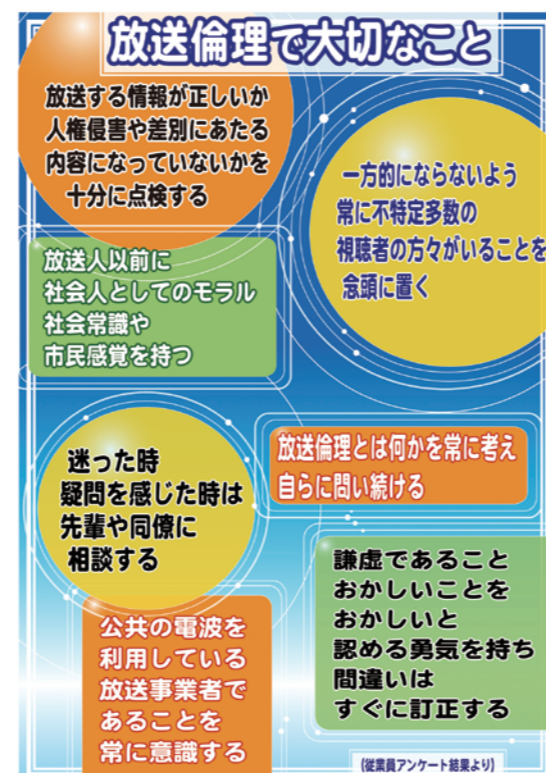 放送倫理で大切なこと
放送する情報が正しいか
人権侵害や差別にあたる
内容になっていないかを
十分に点検する
一方的にならないよう
常に不特定多数の
視聴者の方々がいることを
念頭に置く
放送人以前に
社会人としてのモラル
社会常識や
市民感覚を持つ
迷った時
疑問を感じた時は
先輩や同僚に
相談する
放送倫理とは何かを常に考え
自らに問い続ける
謙虚であること
おかしいことを
おかしいと
認める勇気を持ち
間違いは
すぐに訂正する
公共の電波を
利用している
放送事業者で
あることを
常に意識する
(従業員アンケート結果より)